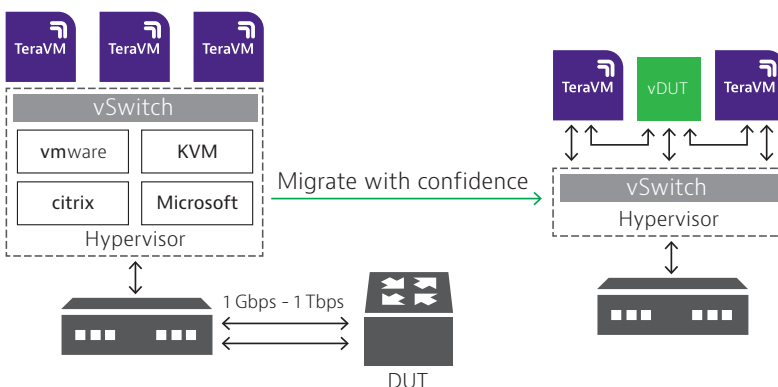 TeraVM
TeraVM
TeraVM
vSwitch
vmware
KVM
citrix
Microsoft
Hypervisor
1 Gbps - 1 Tbps
DUT
Migrate with confidence
TeraVM
vDUT
TeraVM
vSwitch
Hypervisor